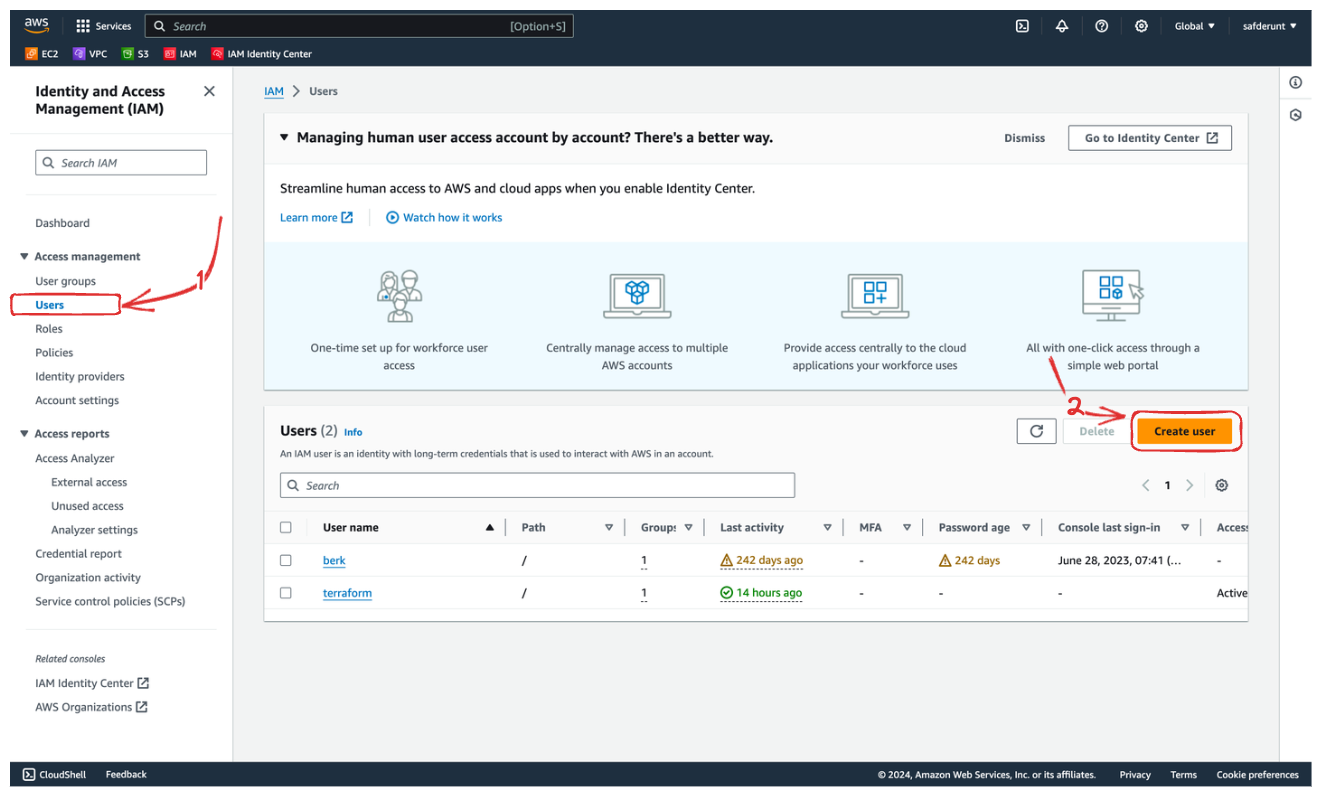 aws Services Search [Option+S] Global safderunt
EC2 VPC S3 IAM IAM Identity Center
Identity and Access
Management (IAM)
Search IAM
Dashboard
Access management
User groups
Users
Roles
Policies
Identity providers
Account settings
Access reports
Access Analyzer
External access
Unused access
Analyzer settings
Credential report
Organization activity
Service control policies (SCPs)
Related consoles
IAM Identity Center
AWS Organizations
1
IAM > Users
Managing human user access account by account? There's a better way. Dismiss Go to Identity Center
Streamline human access to AWS and cloud apps when you enable Identity Center.
Learn more Watch how it works
One-time set up for workforce user
access
Centrally manage access to multiple
AWS accounts
Provide access centrally to the cloud
applications your workforce uses
All with one-click access through a
simple web portal
2
Users (2) Info Delete Create user
An IAM user is an identity with long-term credentials that is used to interact with AWS in an account.
Search 1
User name Path Groups Last activity MFA Password age Console last sign-in Access
berk / 1 242 days ago - 242 days June 28, 2023, 07:41 (... -
terraform / 1 14 hours ago - - - Active
CloudShell Feedback © 2024, Amazon Web Services, Inc. or its affiliates. Privacy Terms Cookie preferences